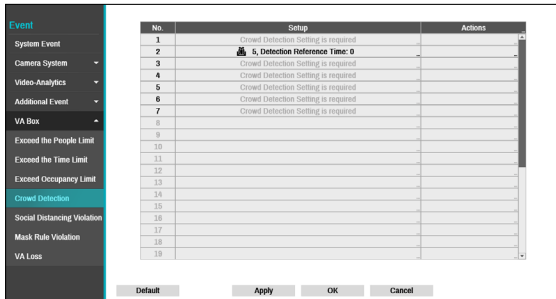 Event
System Event
Camera System
Video-Analytics
Additional Event
VA Box
Exceed the People Limit
Exceed the Time Limit
Exceed Occupancy Limit
Crowd Detection
Social Distancing Violation
Mask Rule Violation
VA Loss
No. Setup Actions ...
1 Crowd Detection Setting is required ... ...
2 5, Detection Reference Time: 0 ... ...
3 Crowd Detection Setting is required ... ...
4 Crowd Detection Setting is required ... ...
5 Crowd Detection Setting is required ... ...
6 Crowd Detection Setting is required ... ...
7 Crowd Detection Setting is required ... ...
8 ... ...
9 ... ...
10 ... ...
11 ... ...
12 ... ...
13 ... ...
14 ... ...
15 ... ...
16 ... ...
17 ... ...
18 ... ...
19 ... ...
Default Apply OK Cancel